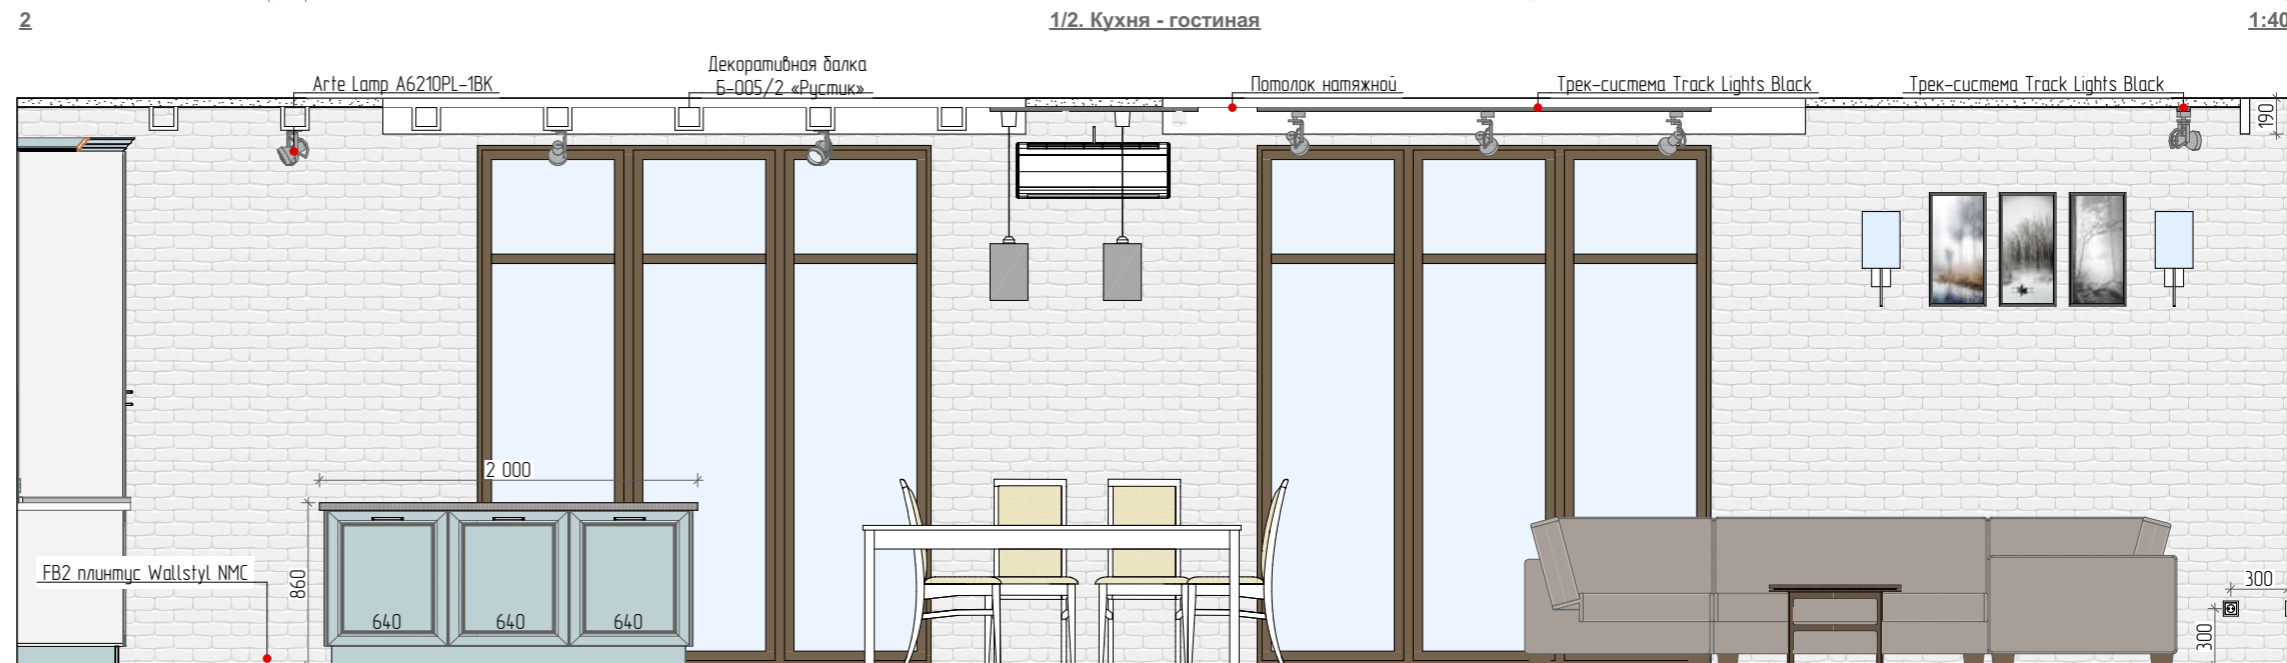 2
1/2. Кухня - гостиная
1:40
Декоративная балка
Б-005/2 «Рустик»
Arte Lamp A6210PL-1BK
Потолок натяжной
Трек-система Track Lights Black
Трек-система Track Lights Black
190
2 000
FB2 плинтус Wallstyl NMC
860
640
640
640
300
300